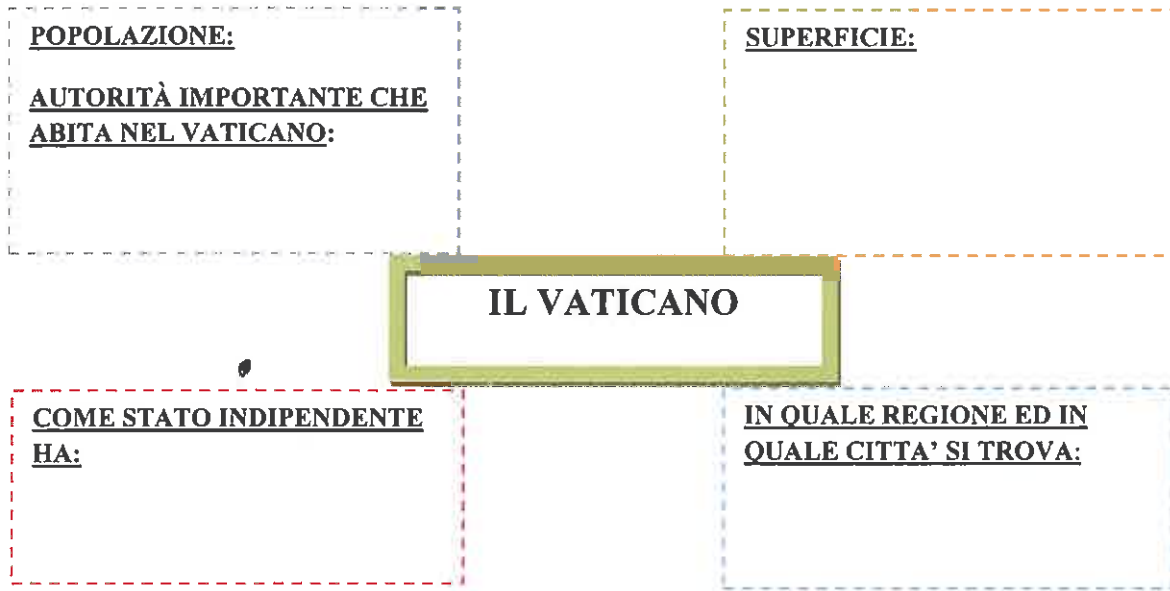 POPOLAZIONE:
AUTORITÀ IMPORTANTE CHE
ABITA NEL VATICANO:
SUPERFICIE:
IL VATICANO
COME STATO INDIPENDENTE
HA:
IN QUALE REGIONE ED IN
QUALE CITTA’ SI TROVA: